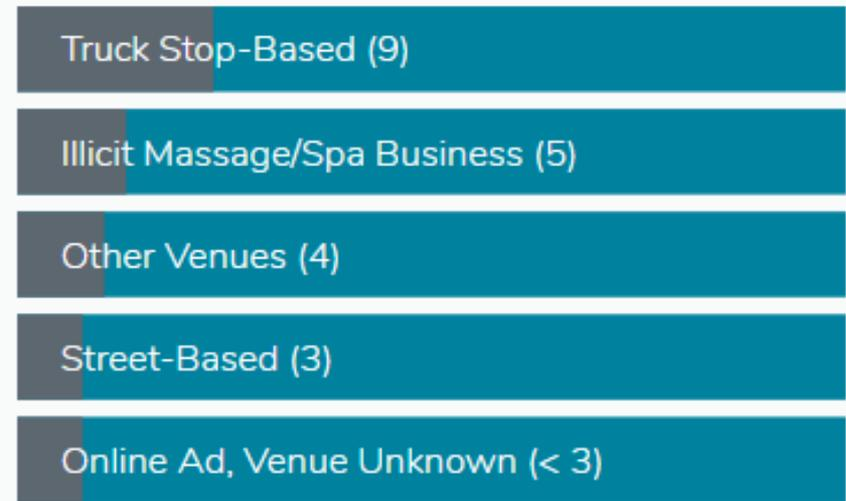 Truck Stop-Based (9)
Illicit Massage/Spa Business (5)
Other Venues (4)
Street-Based (3)
Online Ad, Venue Unknown (< 3)